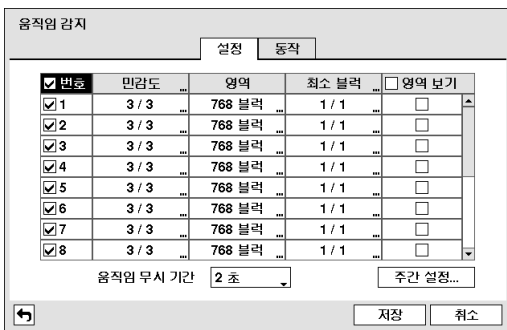 움직임 감지
설정 동작
번호 민감도 ... 영역 최소 블럭 ... 영역 보기
1 3 / 3 ... 768 블럭 ... 1 / 1 ...
2 3 / 3 ... 768 블럭 ... 1 / 1 ...
3 3 / 3 ... 768 블럭 ... 1 / 1 ...
4 3 / 3 ... 768 블럭 ... 1 / 1 ...
5 3 / 3 ... 768 블럭 ... 1 / 1 ...
6 3 / 3 ... 768 블럭 ... 1 / 1 ...
7 3 / 3 ... 768 블럭 ... 1 / 1 ...
8 3 / 3 ... 768 블럭 ... 1 / 1 ...
움직임 무시 기간 2 초 주간 설정...
저장 취소